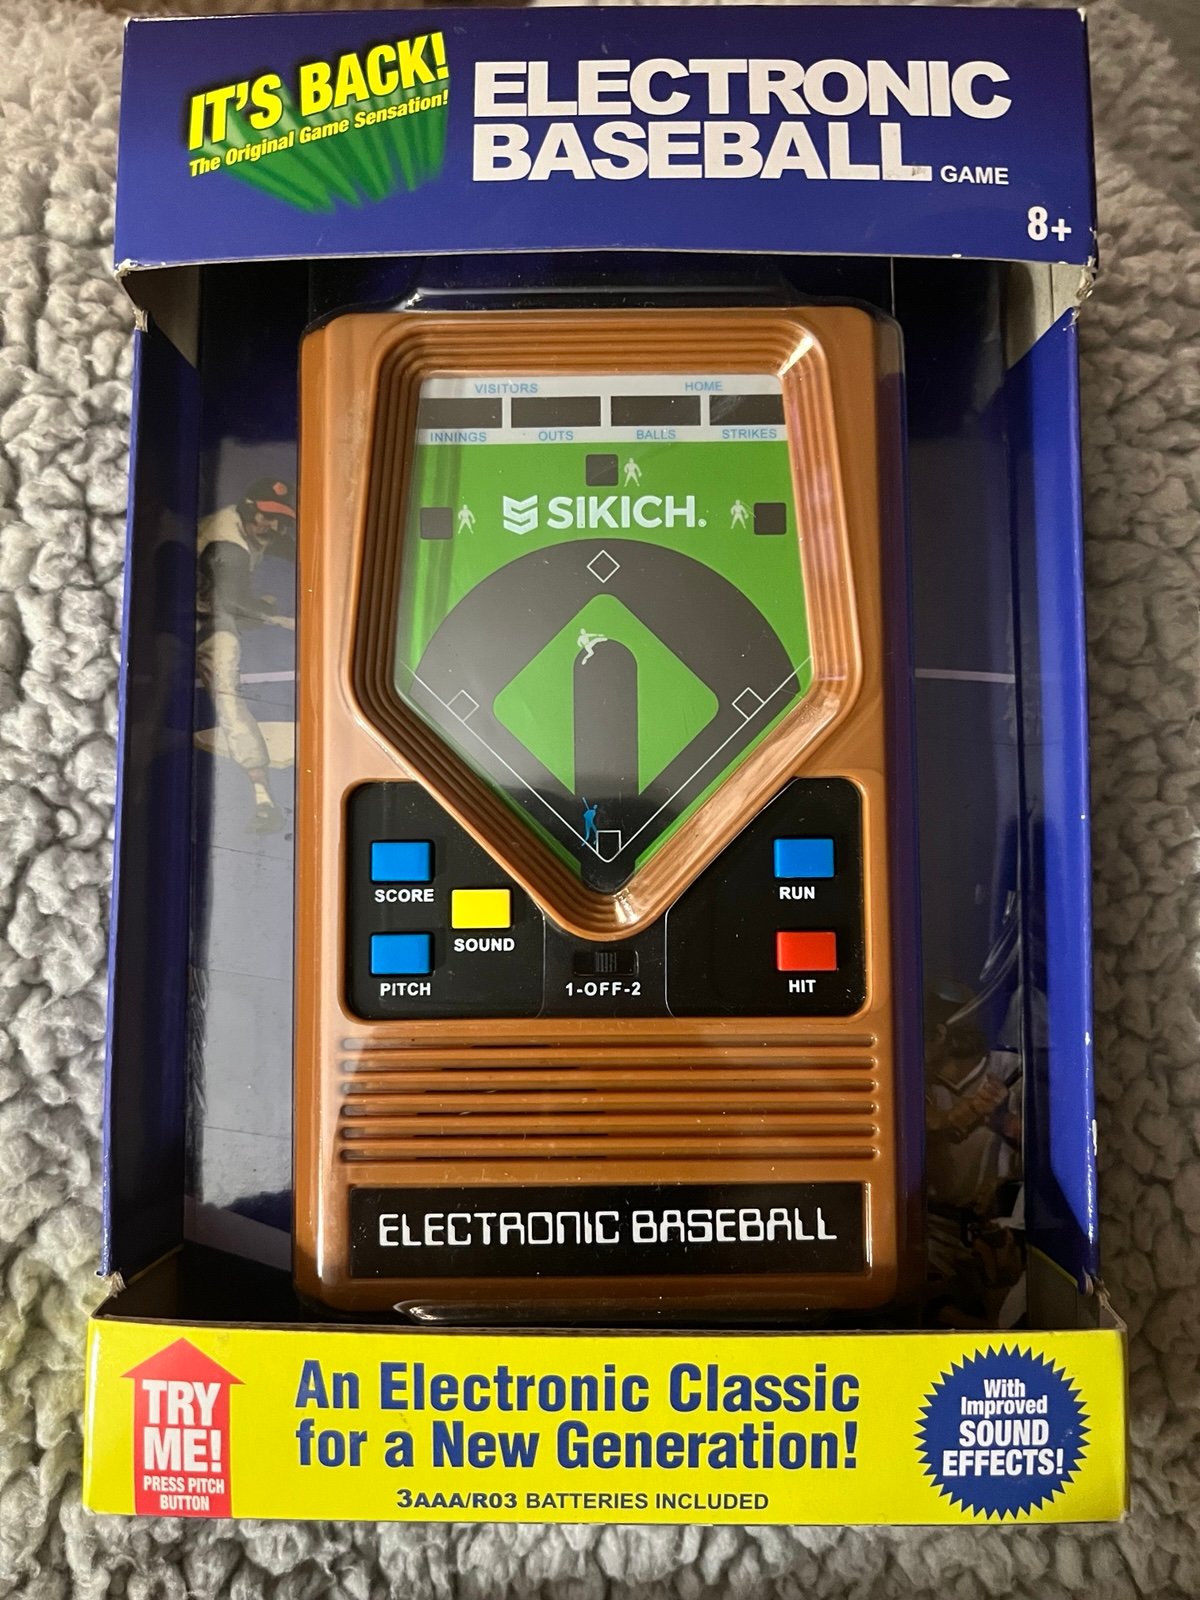 IT'S BACK!
The Original Game Sensation!
ELECTRONIC
BASEBALL GAME
8+
VISITORS HOME
INNINGS OUTS BALLS STRIKES
SIKICH.
SCORE
SOUND
PITCH
1-OFF-2
RUN
HIT
ELECTRONIC BASEBALL
TRY
ME!
PRESS PITCH
BUTTON
An Electronic Classic
for a New Generation!
3AAA/R03 BATTERIES INCLUDED
With
Improved
SOUND
EFFECTS!